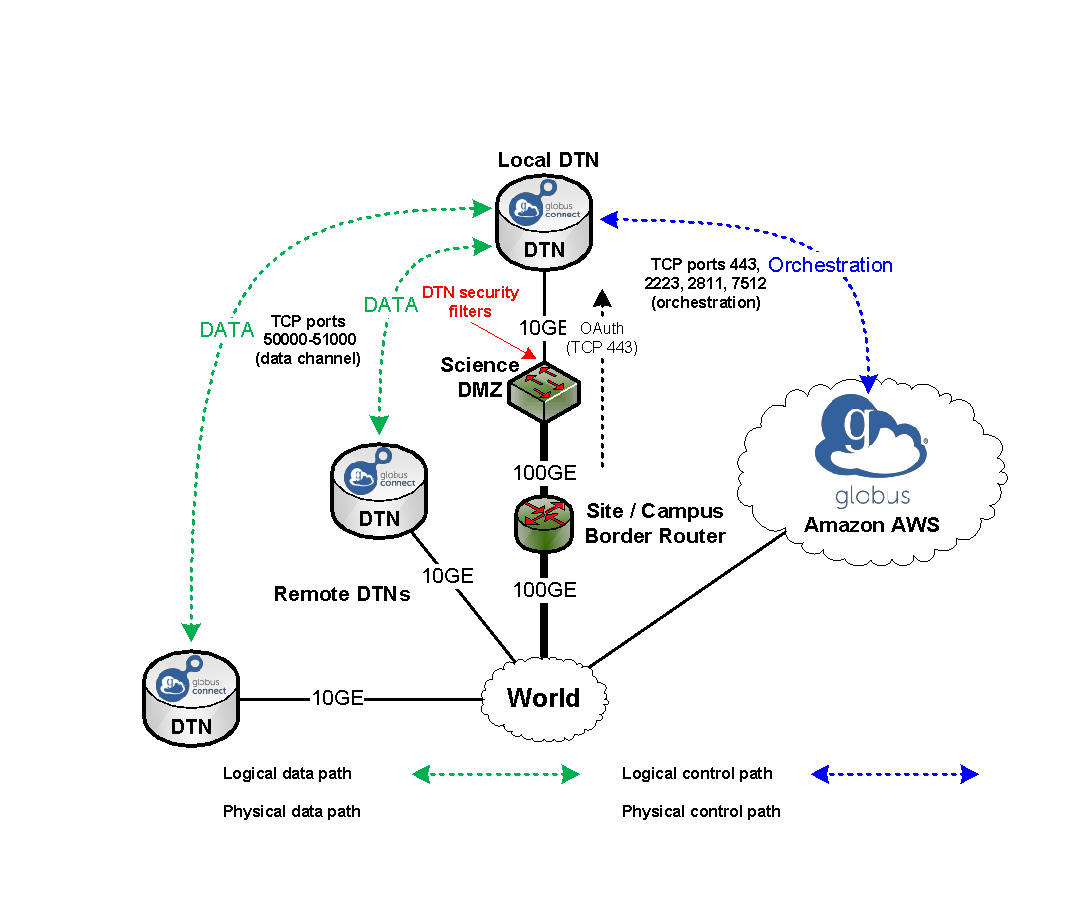 Local DTN
globus
connect
DTN
TCP ports 443,
2223, 2811, 7512
(orchestration)
Orchestration
DTN security
filters
DATA
DATA
TCP ports
50000-51000
(data channel)
10GE
OAuth
(TCP 443)
Science
DMZ
g
globus
Amazon AWS
100GE
globus
connect
DTN
Site / Campus
Border Router
10GE
100GE
Remote DTNs
globus
connect
DTN
10GE
World
Logical data path
Logical control path
Physical data path
Physical control path